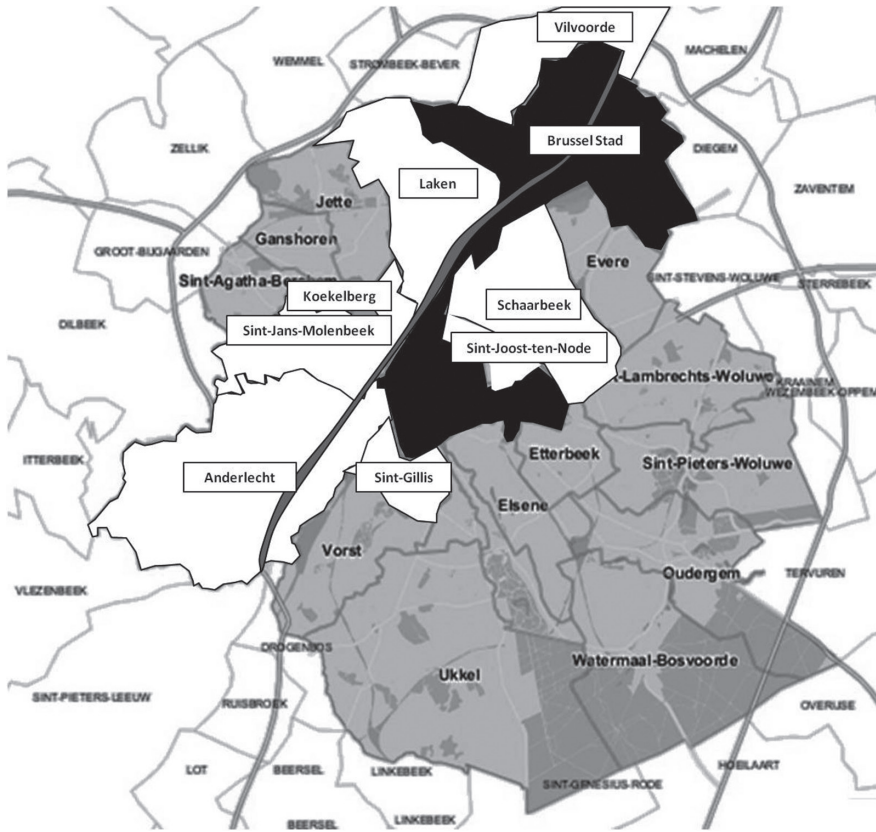 Vilvoorde
MACHELEN
WEMMEL
STROMBEEK-BEVER
Brussel Stad
ZELLIK
DIEGEM
Laken
ZAVENTEM
Jette
Ganshoren
GROOT-BIJGAARDEN
Evere
SINT-STEVENS-WOLUWE
Sint-Agatha-Berchem
STERREBEEK
Koekelberg
Schaarbeek
DILBEEK
Sint-Jans-Molenbeek
Sint-Joost-ten-Node
t-Lambrechts-Woluwe
KRAAINEM
WEZEMBEEK-OPPEM
Etterbeek
ITTERBEEK
Sint-Pieters-Woluwe
Anderlecht
Sint-Gillis
Elsene
Vorst
Oudergem
TERVUREN
VLEZENBEEK
DROGENBOS
Watermaal-Bosvoorde
Ukkel
SINT-PIETERS-LEEUW
RUISBROEK
OVERIJSE
HOEILAART
LOT
BEERSEL
LINKEBEEK
SINT-GENESIUS-RODE
LINKEBEEK
BEERSEL